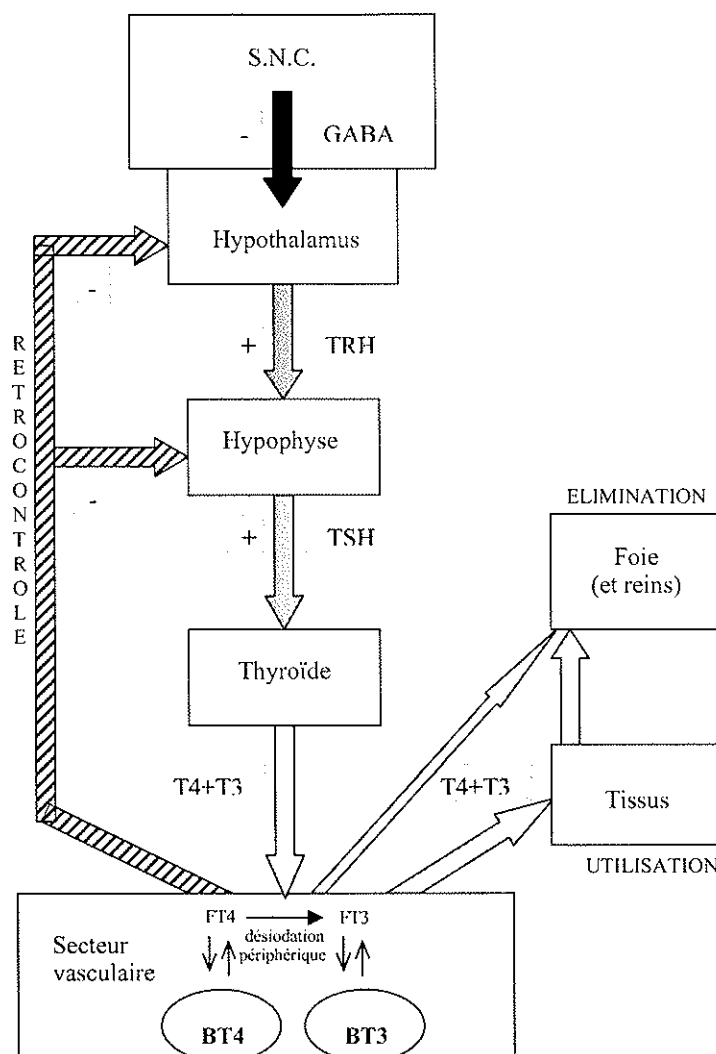 S.N.C.
- GABA
Hypothalamus
-
+ TRH
RETROCONTROLE
Hypophyse
-
+ TSH
ELIMINATION
Foie
(et reins)
Thyroïde
T4+T3
T4+T3
Tissus
UTILISATION
FT4 FT3
désiodation
périphérique
Secteur
vasculaire
BT4 BT3